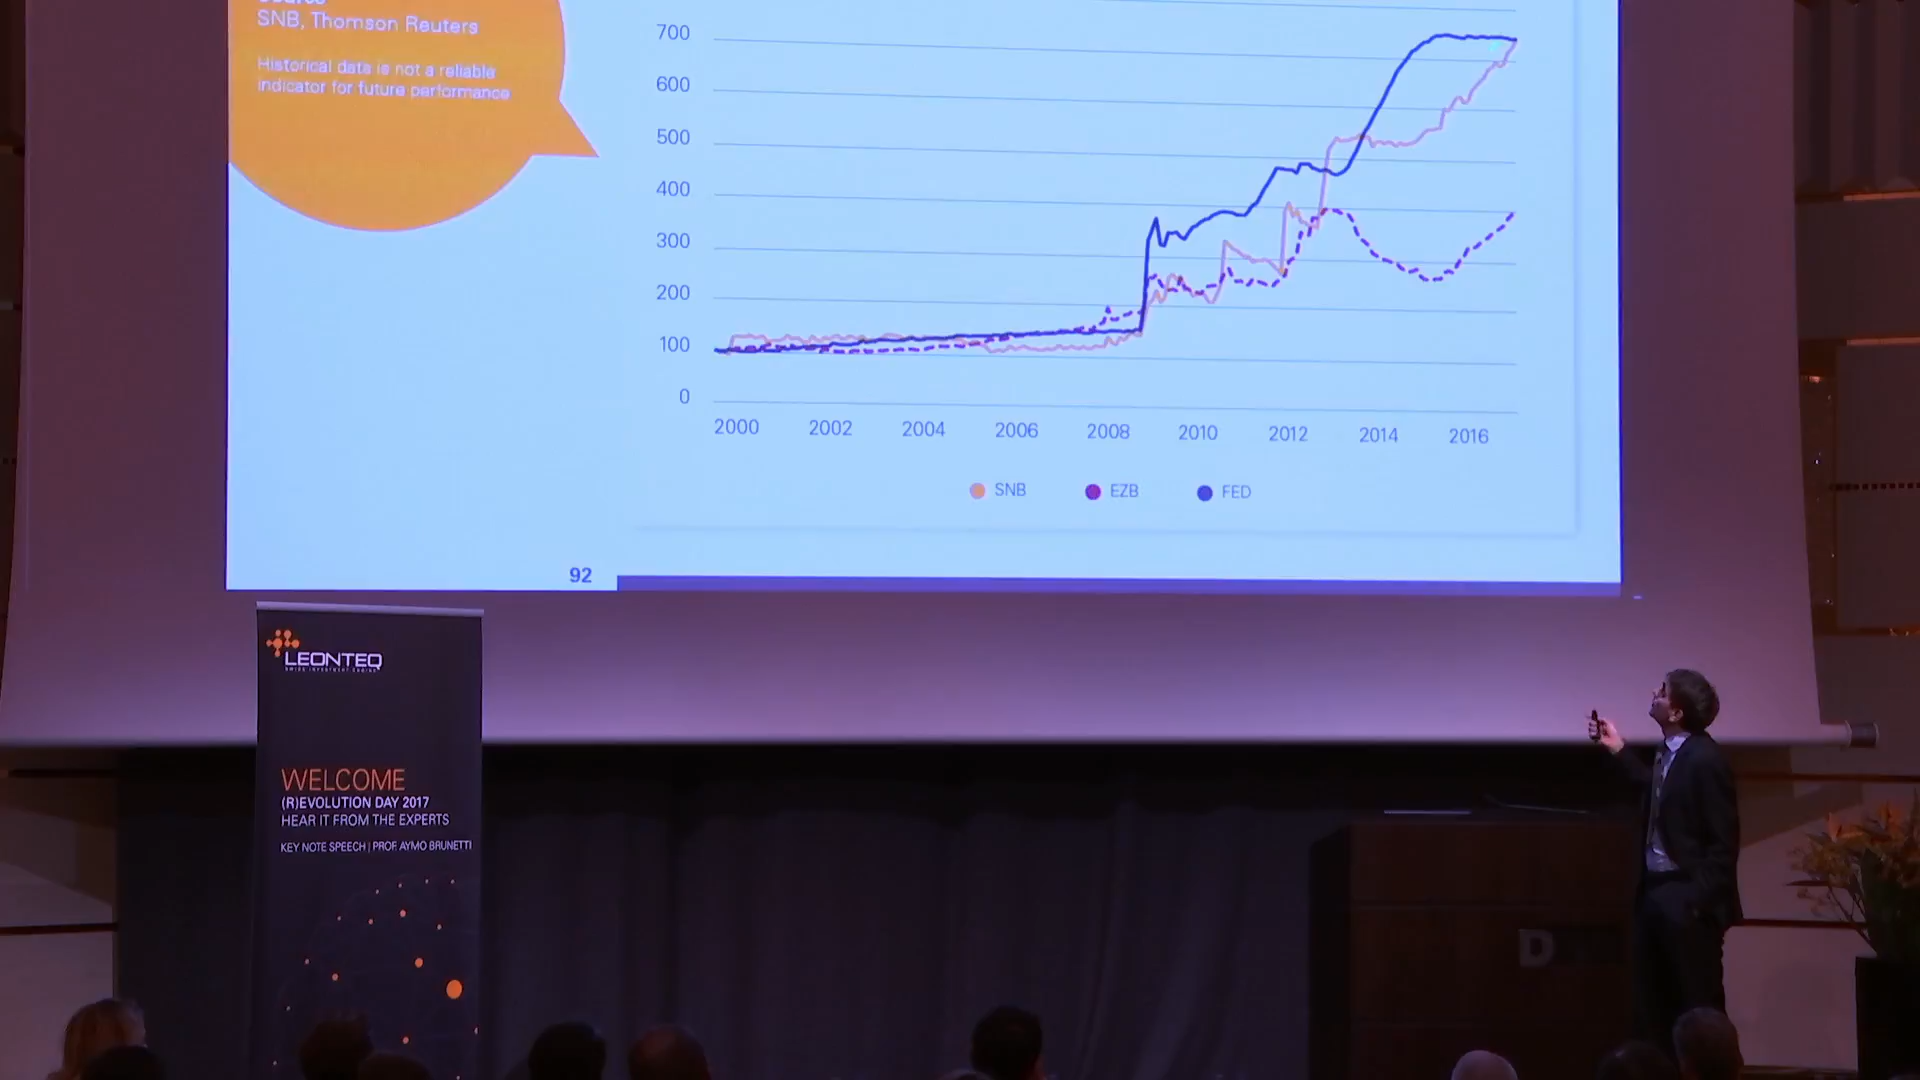 SNB, Thomson Reuters
Historical data is not a reliable
indicator for future performance
700
600
500
400
300
200
100
0
2000 2002 2004 2006 2008 2010 2012 2014 2016
SNB EZB FED
92
LEONTEQ
WELCOME
(R)EVOLUTION DAY 2017
HEAR IT FROM THE EXPERTS
KEY NOTE SPEECH | PROF. AYMO BRUNETTI
D